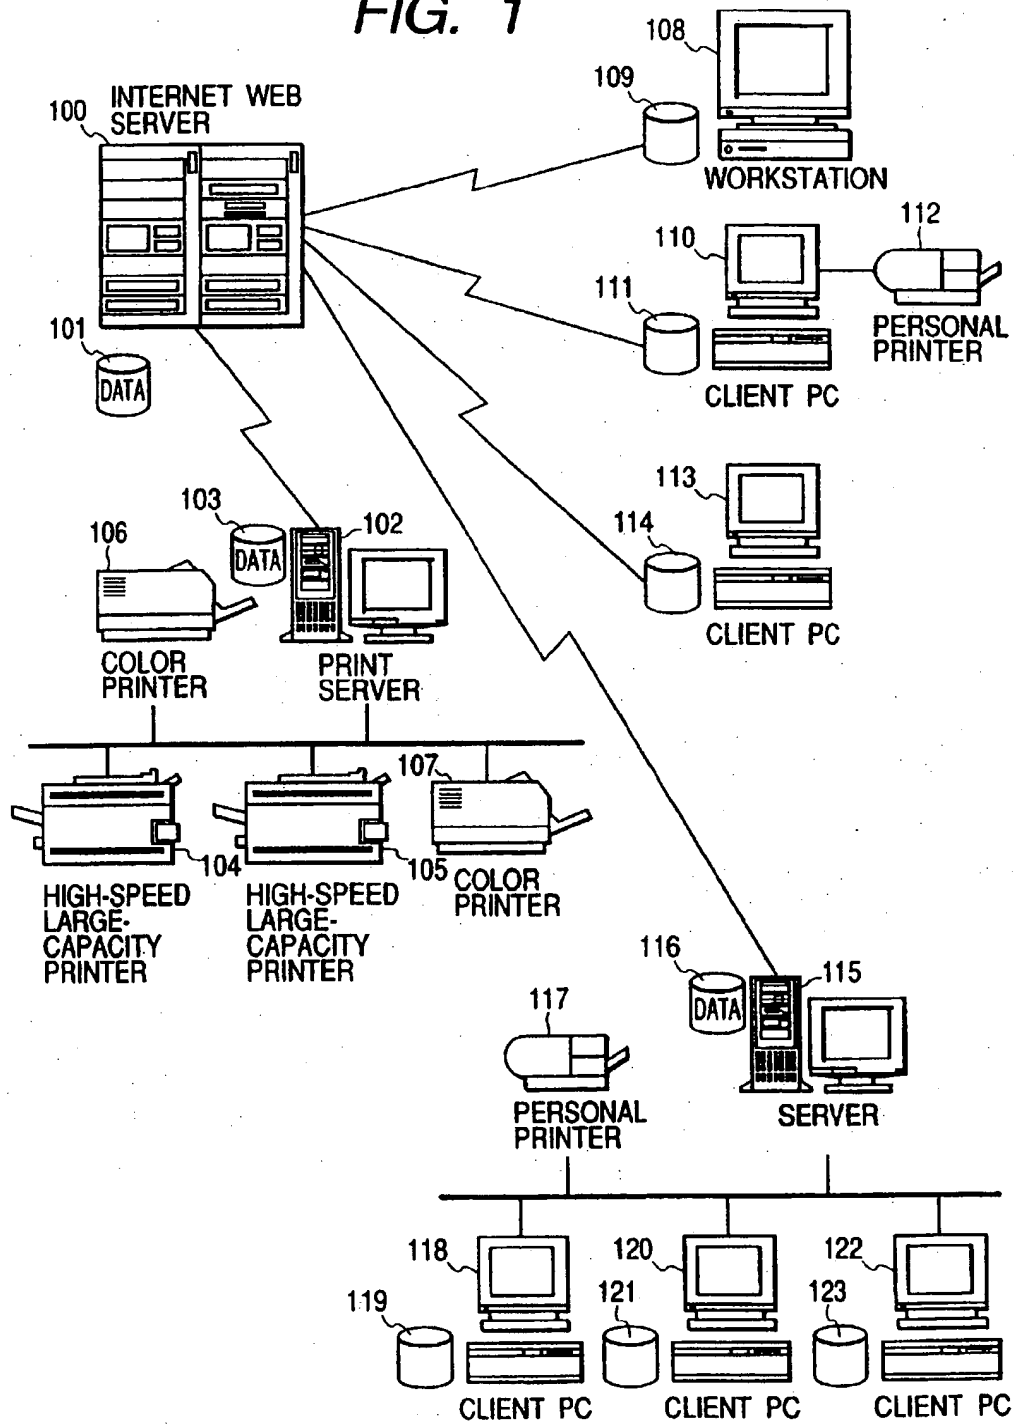 FIG. 1
108
109
INTERNET WEB
SERVER
100
WORKSTATION
112
110
111
PERSONAL
PRINTER
CLIENT PC
101
DATA
113
114
CLIENT PC
103
102
106
DATA
COLOR
PRINTER
PRINT
SERVER
107
104
105
HIGH-SPEED
LARGE-
CAPACITY
PRINTER
HIGH-SPEED
LARGE-
CAPACITY
PRINTER
COLOR
PRINTER
116
115
DATA
117
SERVER
PERSONAL
PRINTER
118
120
122
119
121
123
CLIENT PC
CLIENT PC
CLIENT PC